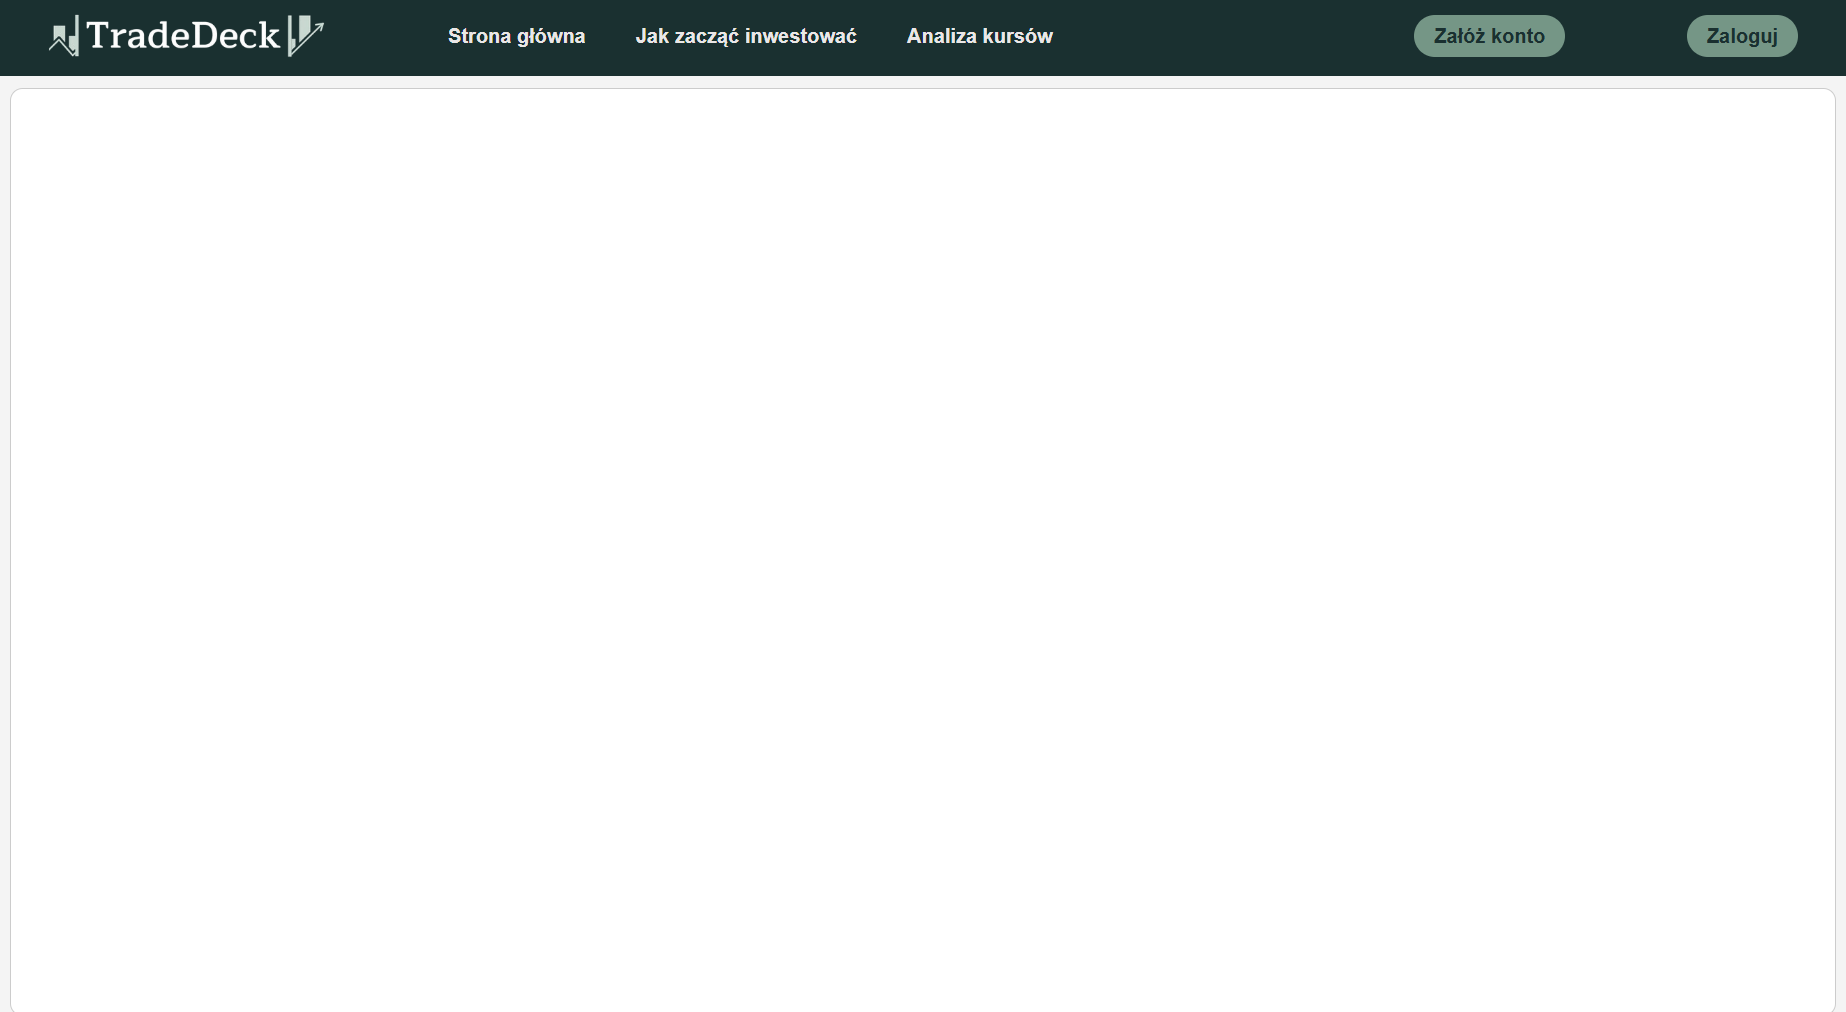 TradeDeck
Strona główna
Jak zacząć inwestować
Analiza kursów
Załóż konto
Zaloguj